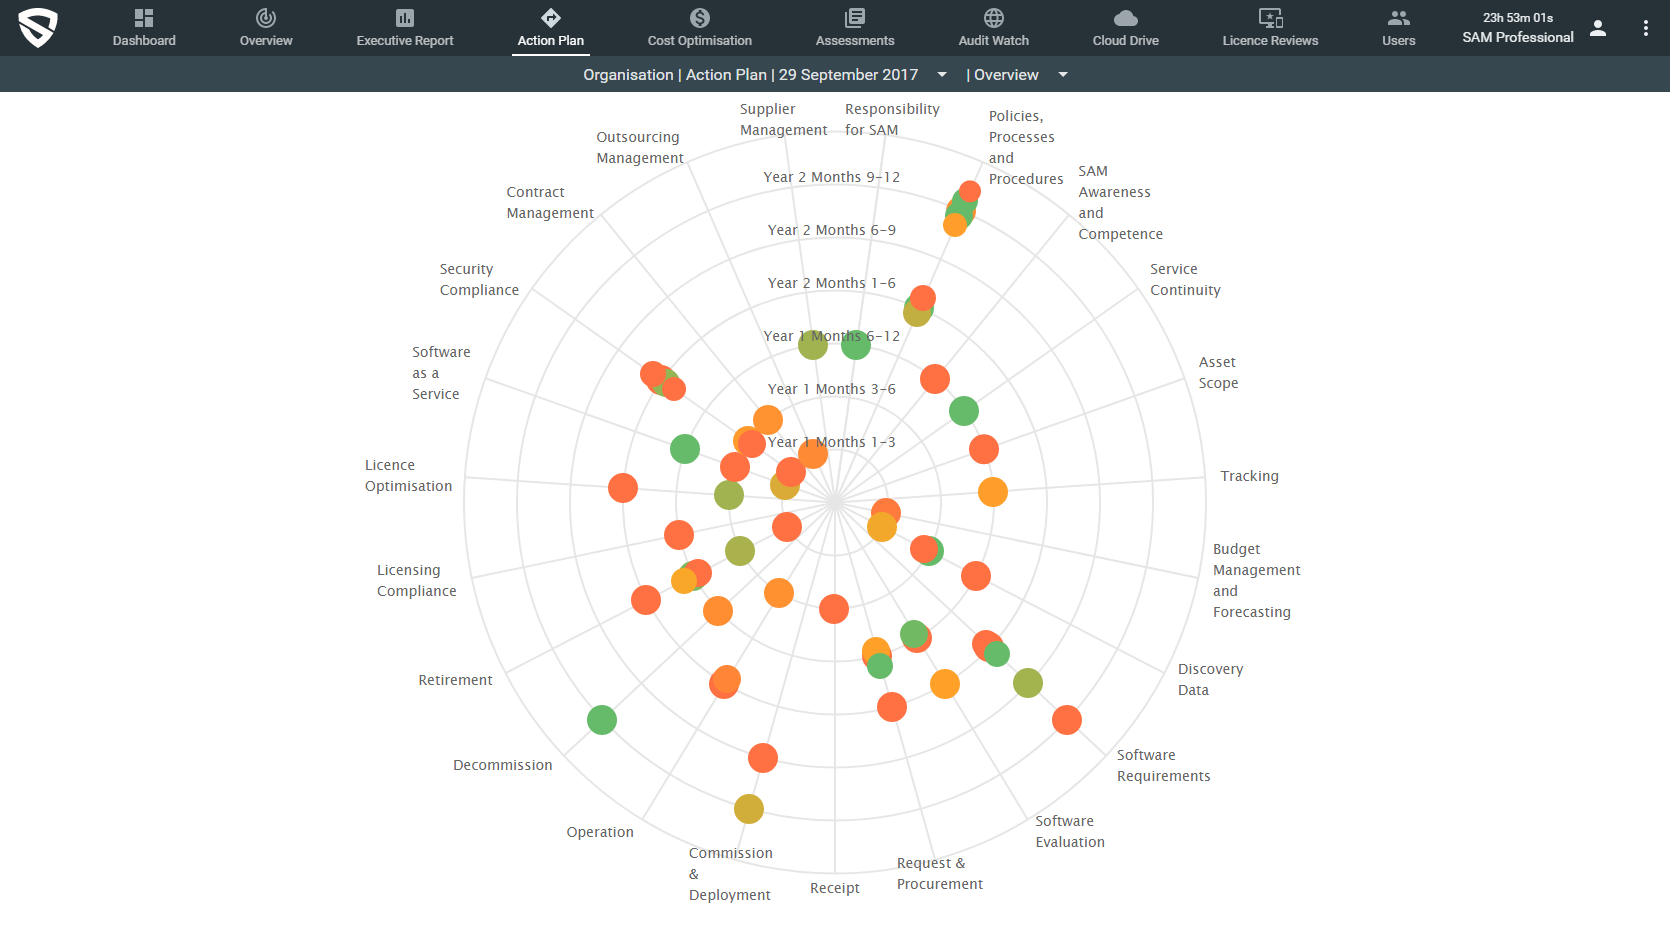 Dashboard
Overview
Executive Report
Action Plan
Cost Optimisation
Assessments
Audit Watch
Cloud Drive
Licence Reviews
Users
23h 53m 01s
SAM Professional
Organisation | Action Plan | 29 September 2017
| Overview
Supplier
Management
Responsibility
for SAM
Policies,
Processes
and
Procedures
SAM
Awareness
and
Competence
Service
Continuity
Asset
Scope
Tracking
Budget
Management
and
Forecasting
Discovery
Data
Software
Requirements
Software
Evaluation
Request &
Procurement
Receipt
Commission
&
Deployment
Operation
Decommission
Retirement
Licensing
Compliance
Licence
Optimisation
Software
as a
Service
Security
Compliance
Contract
Management
Outsourcing
Management
Year 2 Months 9-12
Year 2 Months 6-9
Year 2 Months 1-6
Year 1 Months 6-12
Year 1 Months 3-6
Year 1 Months 1-3